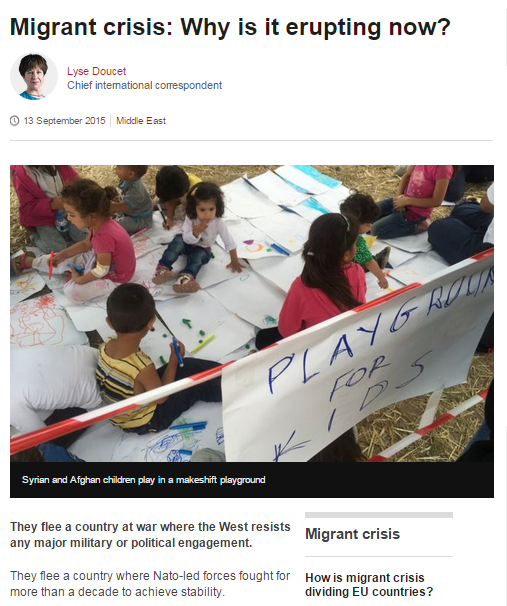 Migrant crisis: Why is it erupting now?
Lyse Doucet
Chief international correspondent
13 September 2015
Middle East
PLAYGROUN
FOR
KIDS
Syrian and Afghan children play in a makeshift playground
They flee a country at war where the West resists
any major military or political engagement.
They flee a country where Nato-led forces fought for
more than a decade to achieve stability.
Migrant crisis
How is migrant crisis
dividing EU countries?